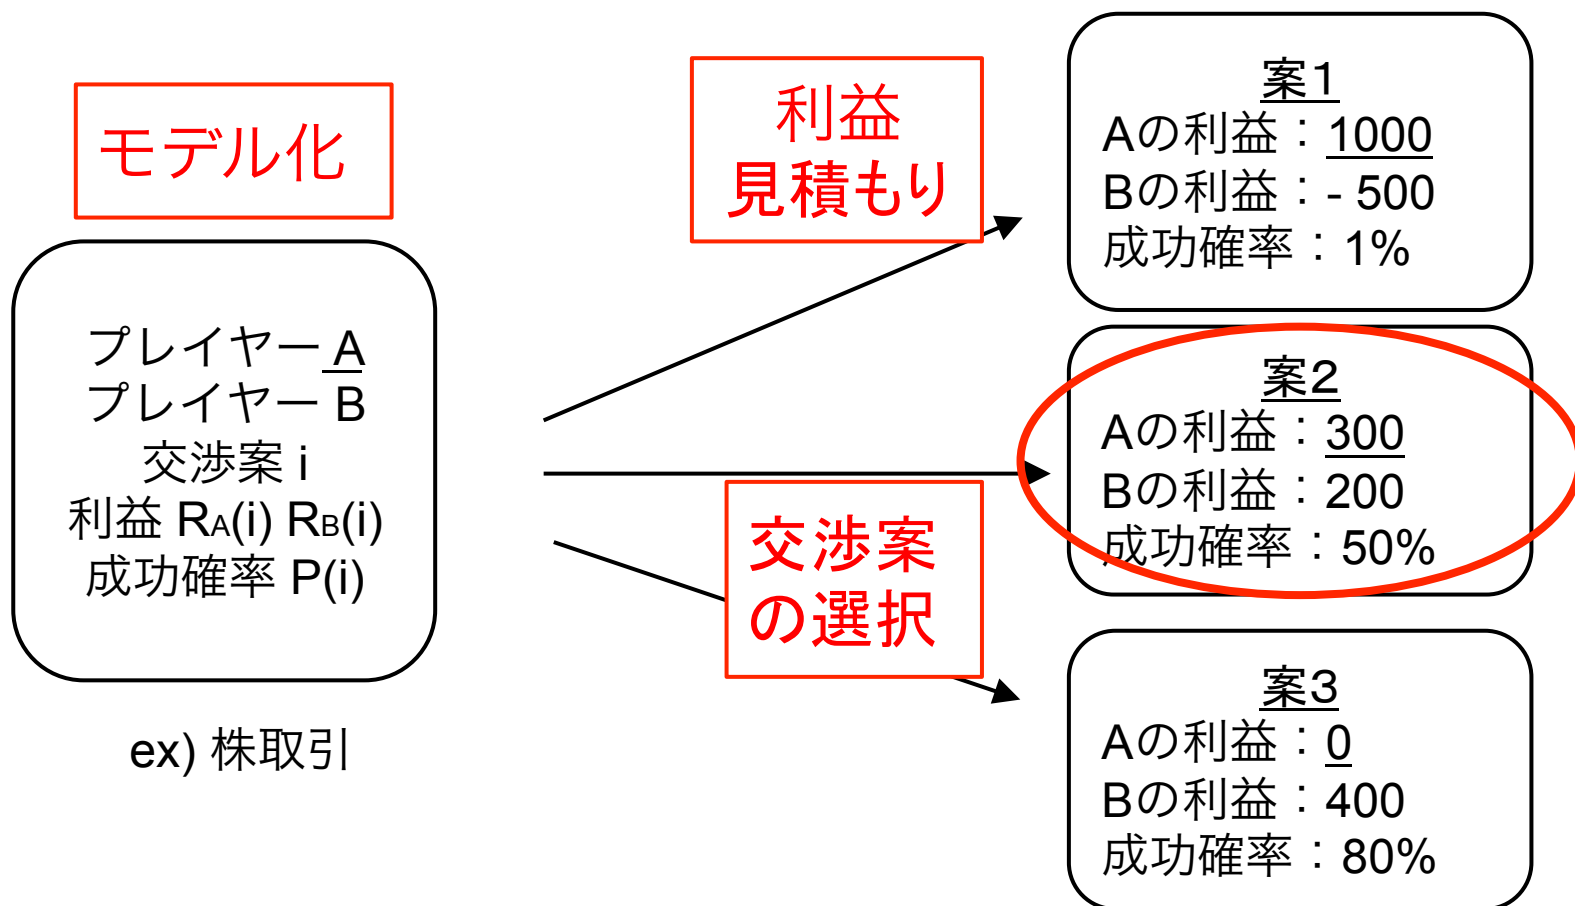 モデル化
プレイヤー A
プレイヤー B
交渉案 i
利益 RA(i) RB(i)
成功確率 P(i)
ex) 株取引
利益
見積もり
交渉案
の選択
案1
Aの利益：1000
Bの利益：- 500
成功確率：1%
案2
Aの利益：300
Bの利益：200
成功確率：50%
案3
Aの利益：0
Bの利益：400
成功確率：80%